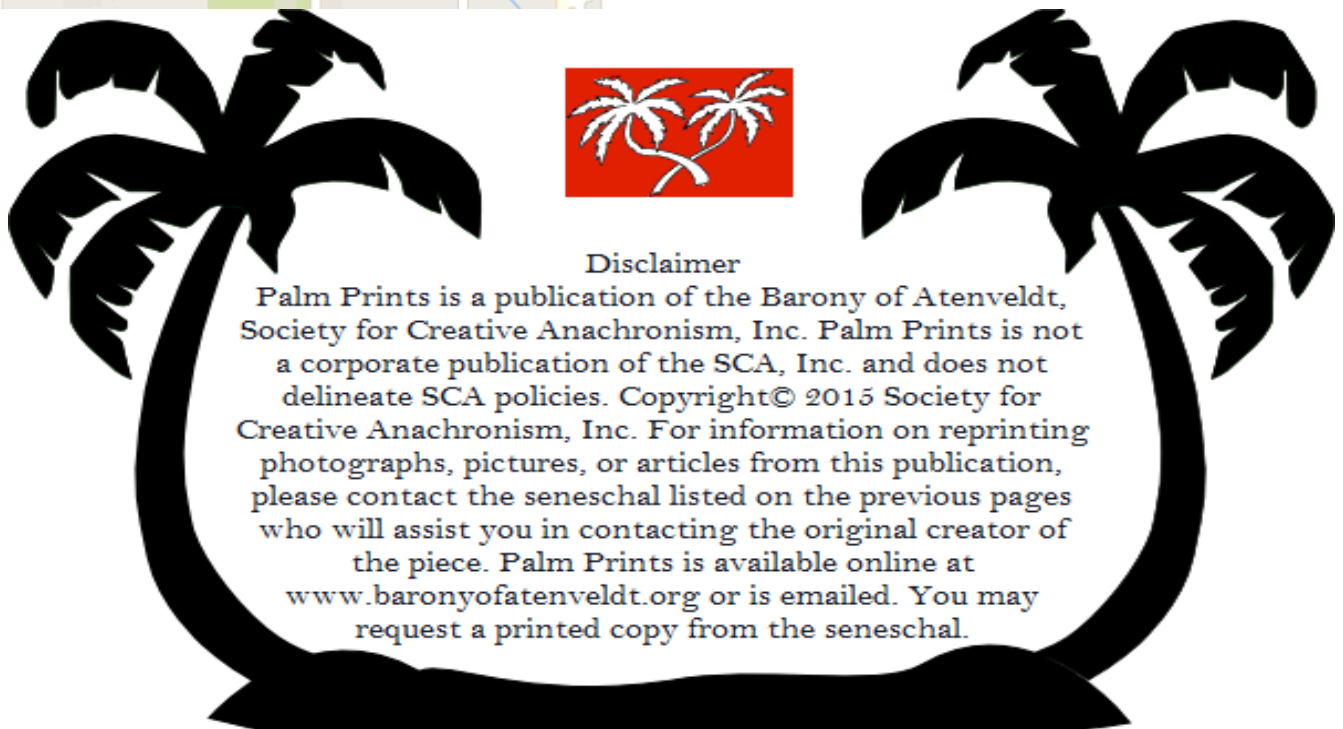 Disclaimer
Palm Prints is a publication of the Barony of Atenveldt,
Society for Creative Anachronism, Inc. Palm Prints is not
a corporate publication of the SCA, Inc. and does not
delineate SCA policies. Copyright© 2015 Society for
Creative Anachronism, Inc. For information on reprinting
photographs, pictures, or articles from this publication,
please contact the seneschal listed on the previous pages
who will assist you in contacting the original creator of
the piece. Palm Prints is available online at
www.baronyofatenveldt.org or is emailed. You may
request a printed copy from the seneschal.